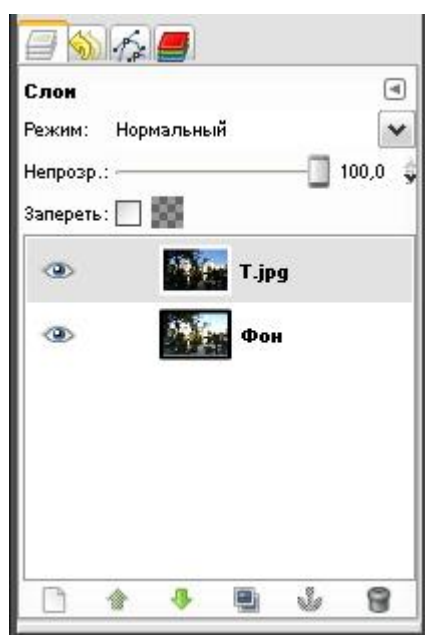 Слои
Режим: Нормальный
Непрозр.: 100,0
Запереть:
T.jpg
Фон